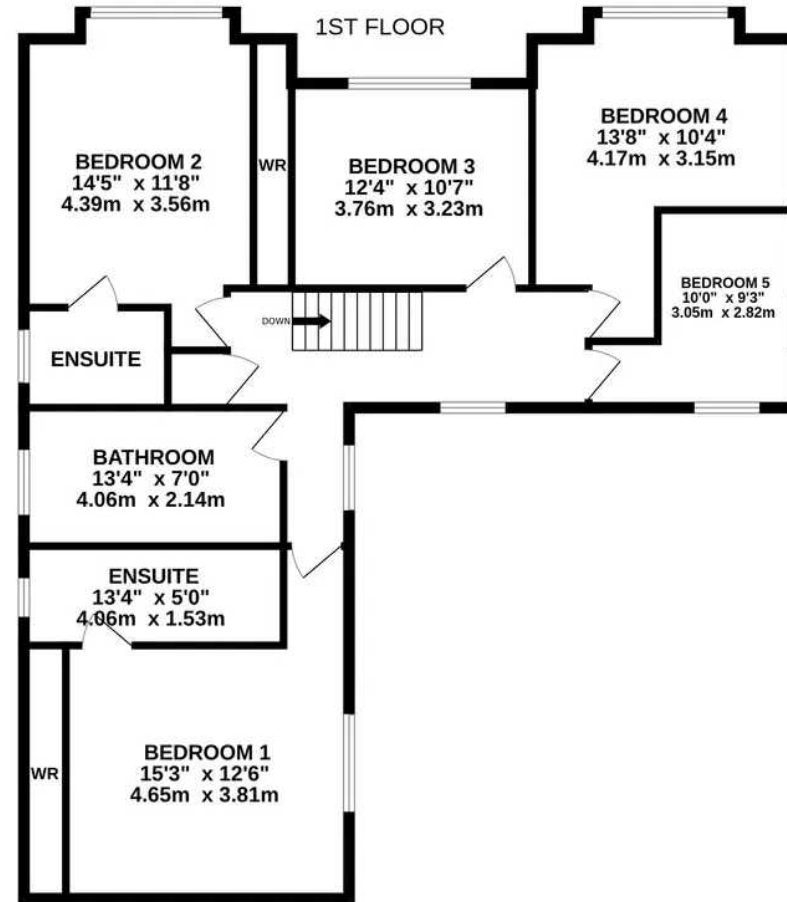 1ST FLOOR
BEDROOM 2
14'5" x 11'8"
4.39m x 3.56m
WR
BEDROOM 3
12'4" x 10'7"
3.76m x 3.23m
BEDROOM 4
13'8" x 10'4"
4.17m x 3.15m
BEDROOM 5
10'0" x 9'3"
3.05m x 2.82m
DOWN
ENSUITE
BATHROOM
13'4" x 7'0"
4.06m x 2.14m
ENSUITE
13'4" x 5'0"
4.06m x 1.53m
WR
BEDROOM 1
15'3" x 12'6"
4.65m x 3.81m